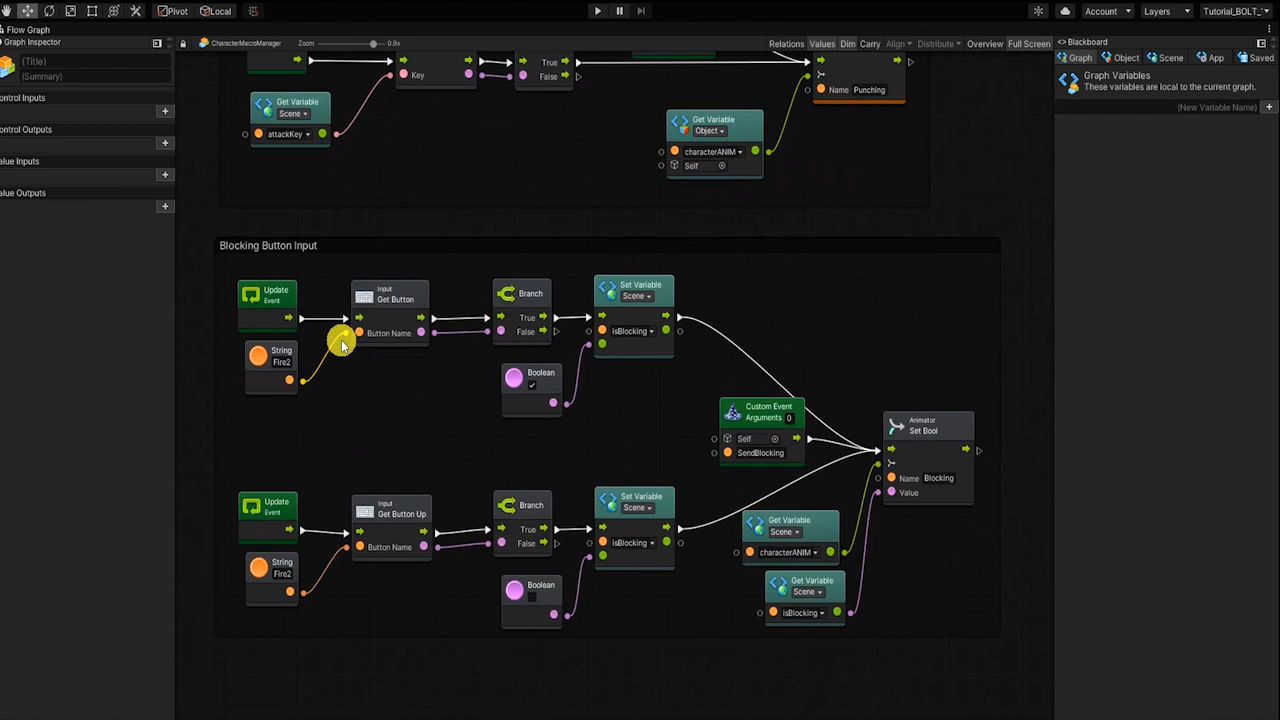 Pivot Local Account Layers Tutorial_BOLT_
Flow Graph
Graph Inspector CharacterMacroManager Zoom 0.9x Relations Values Dim Carry Align Distribute Overview Full Screen Blackboard
(Title)
(Summary)
Graph Object Scene App Saved
Graph Variables
These variables are local to the current graph.
(New Variable Name)
ontrol Inputs
ontrol Outputs
alue Inputs
alue Outputs
Key
True
False
Name Punching
Get Variable
Scene
attackKey
Get Variable
Object
characterANIM
Self
Blocking Button Input
Update
Event
String
Fire2
Input
Get Button
Button Name
Branch
True
False
Boolean
Set Variable
Scene
isBlocking
Custom Event
Arguments 0
Self
SendBlocking
Animator
Set Bool
Name Blocking
Value
Update
Event
String
Fire2
Input
Get Button Up
Button Name
Branch
True
False
Boolean
Set Variable
Scene
isBlocking
Get Variable
Scene
characterANIM
Get Variable
Scene
isBlocking